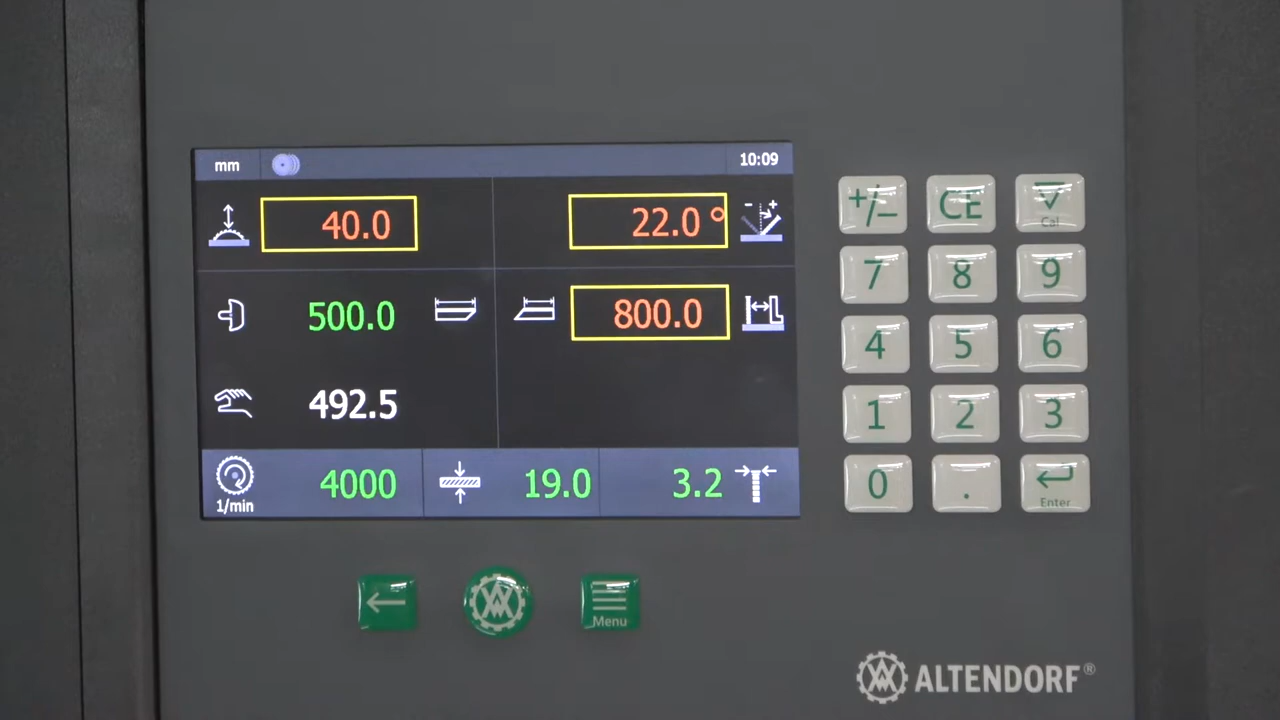 mm 10:09
40.0 22.0 °
500.0 800.0
492.5
4000 19.0 3.2
1/min
+/− CE Cal
7 8 9
4 5 6
1 2 3
0 . Enter
Menu
ALTENDORF®